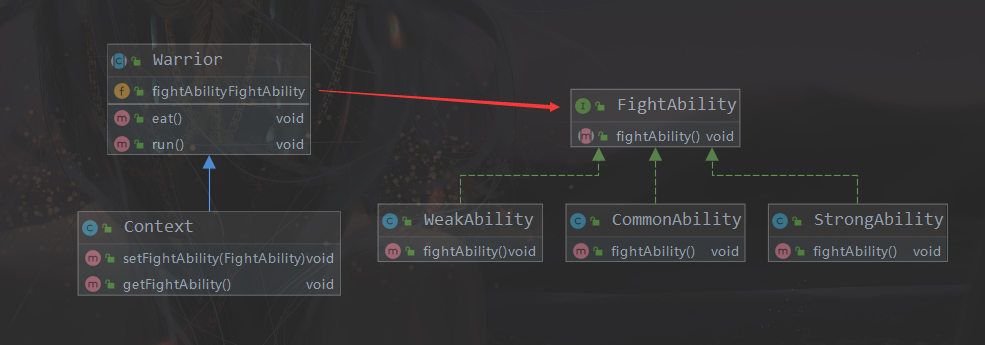 Warrior
fightAbilityFightAbility
eat() void
run() void
FightAbility
fightAbility() void
Context
setFightAbility(FightAbility)void
getFightAbility() void
WeakAbility
fightAbility()void
CommonAbility
fightAbility() void
StrongAbility
fightAbility() void